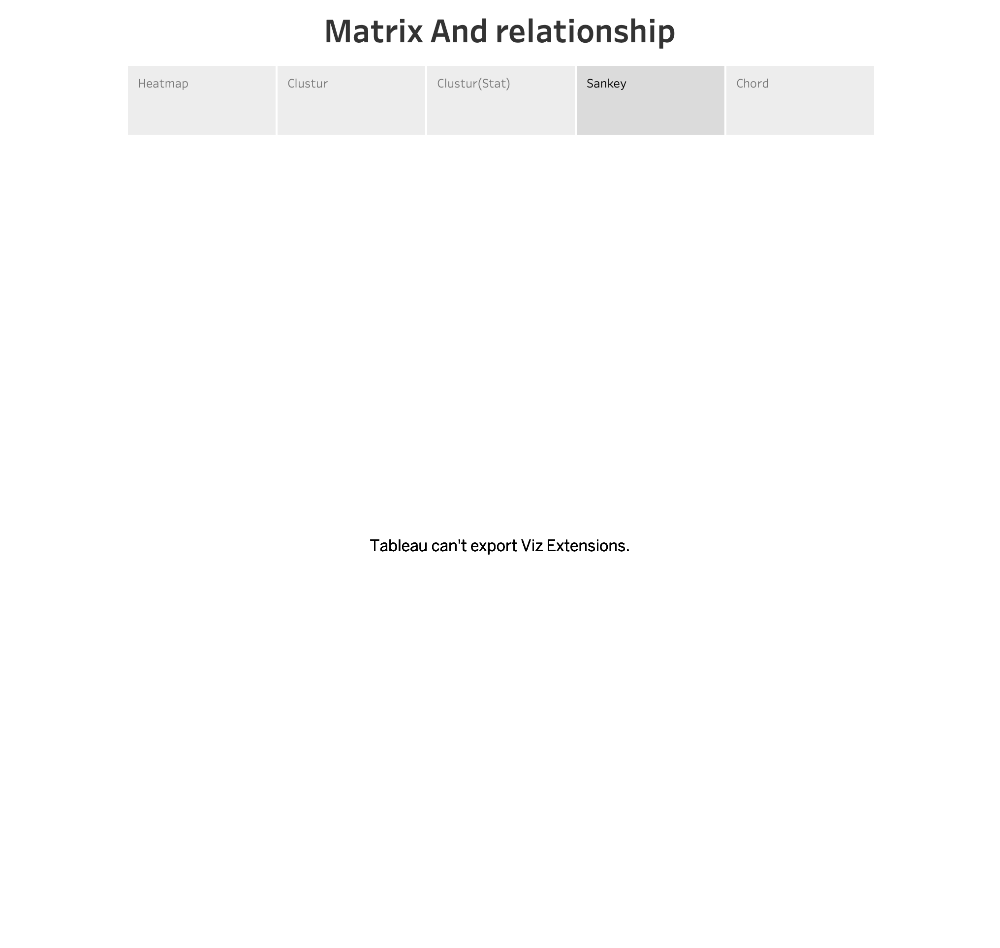 Matrix And relationship
Heatmap
Clustur
Clustur(Stat)
Sankey
Chord
Tableau can't export Viz Extensions.